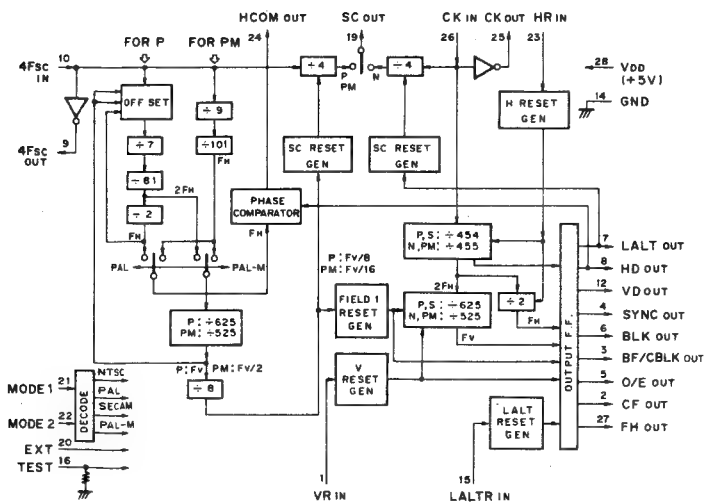 HCOM OUT
24
SC OUT
19
CK IN
26
CK OUT
25
HR IN
23
FOR P
FOR PM
10
4FSC
IN
÷4
P
PM
N
÷4
28
VDD
(+5V)
14
GND
OFF SET
÷9
H RESET
GEN
9
4FSC
OUT
÷7
÷101
FH
SC RESET
GEN
SC RESET
GEN
÷81
2FH
÷2
FH
PHASE
COMPARATOR
FH
P,S: ÷454
N,PM: ÷455
7
LALT OUT
8
HD OUT
PAL
PAL-M
P: FV/8
PM: FV/16
2FH
÷2
FH
12
VD OUT
P: ÷625
PM: ÷525
FIELD 1
RESET
GEN
P,S: ÷625
N,PM: ÷525
FV
4
SYNC OUT
6
BLK OUT
OUTPUT F.F.
3
BF/CBLK OUT
P: FV
PM: FV/2
÷8
V
RESET
GEN
5
O/E OUT
2
CF OUT
27
FH OUT
NTSC
PAL
SECAM
PAL-M
DECODE
MODE 1
21
MODE 2
22
EXT
20
TEST
16
LALT
RESET
GEN
1
VR IN
15
LALTR IN